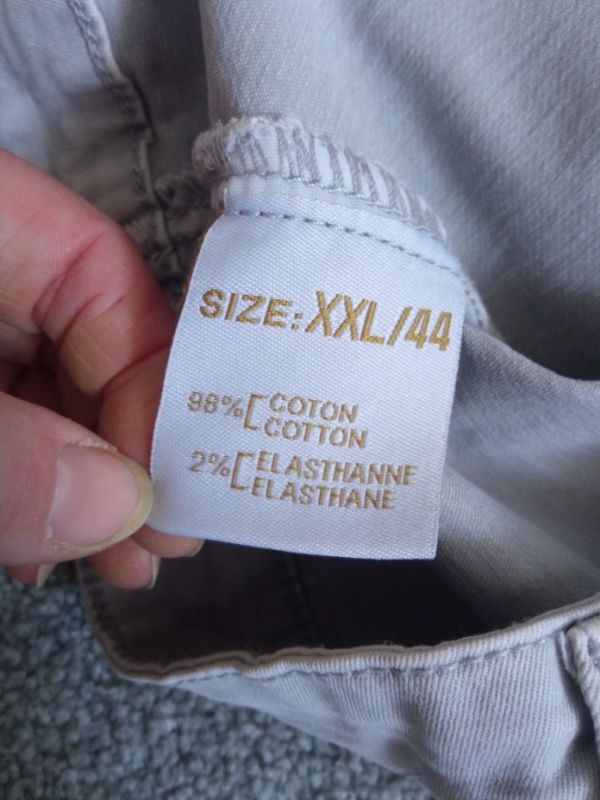 SIZE: XXL/44
98% [ COTON
COTTON
2% [ ELASTHANNE
ELASTHANE